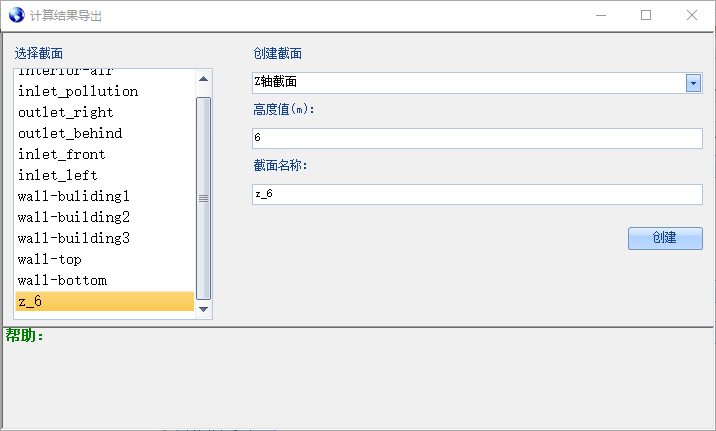 计算结果导出
选择截面
interior-air
inlet_pollution
outlet_right
outlet_behind
inlet_front
inlet_left
wall-buliding1
wall-building2
wall-building3
wall-top
wall-bottom
z_6
创建截面
Z轴截面
高度值(m):
6
截面名称:
z_6
创建
帮助: